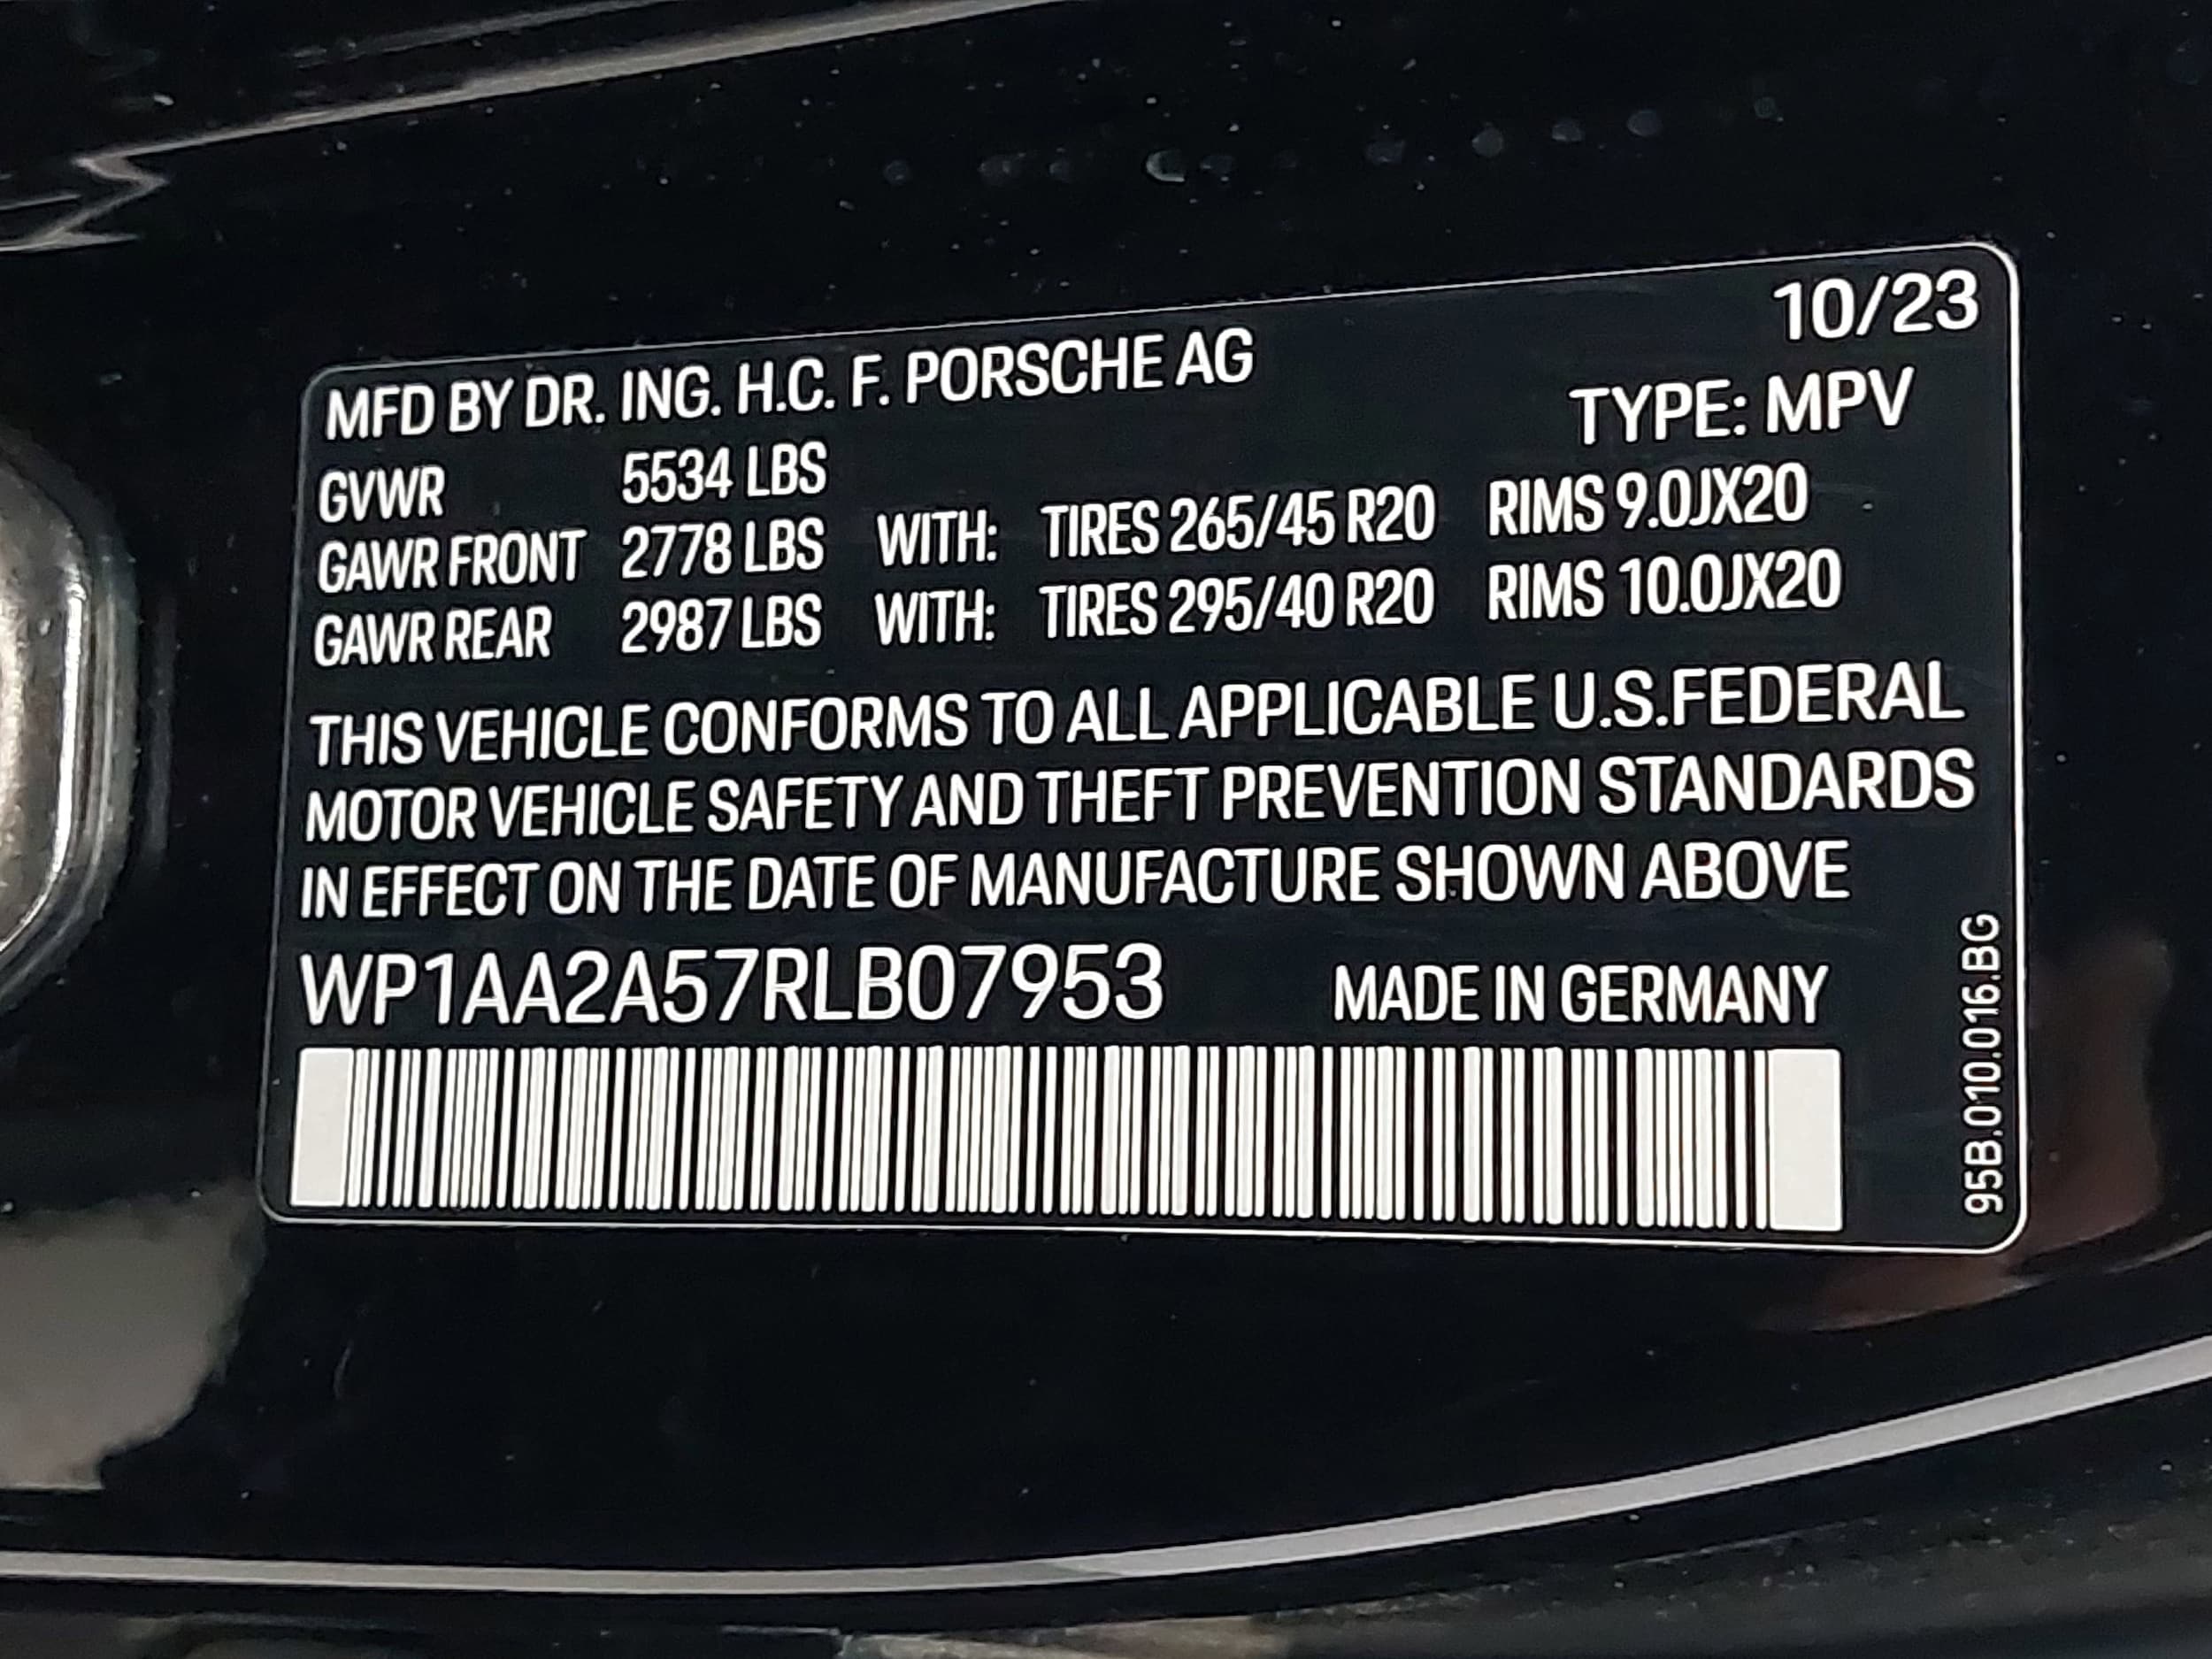 10/23
MFD BY DR. ING. H.C. F. PORSCHE AG
TYPE: MPV
GVWR 5534 LBS
GAWR FRONT 2778 LBS WITH: TIRES 265/45 R20 RIMS 9.0JX20
GAWR REAR 2987 LBS WITH: TIRES 295/40 R20 RIMS 10.0JX20
THIS VEHICLE CONFORMS TO ALL APPLICABLE U.S.FEDERAL
MOTOR VEHICLE SAFETY AND THEFT PREVENTION STANDARDS
IN EFFECT ON THE DATE OF MANUFACTURE SHOWN ABOVE
WP1AA2A57RLB07953 MADE IN GERMANY
95B.010.016.BG